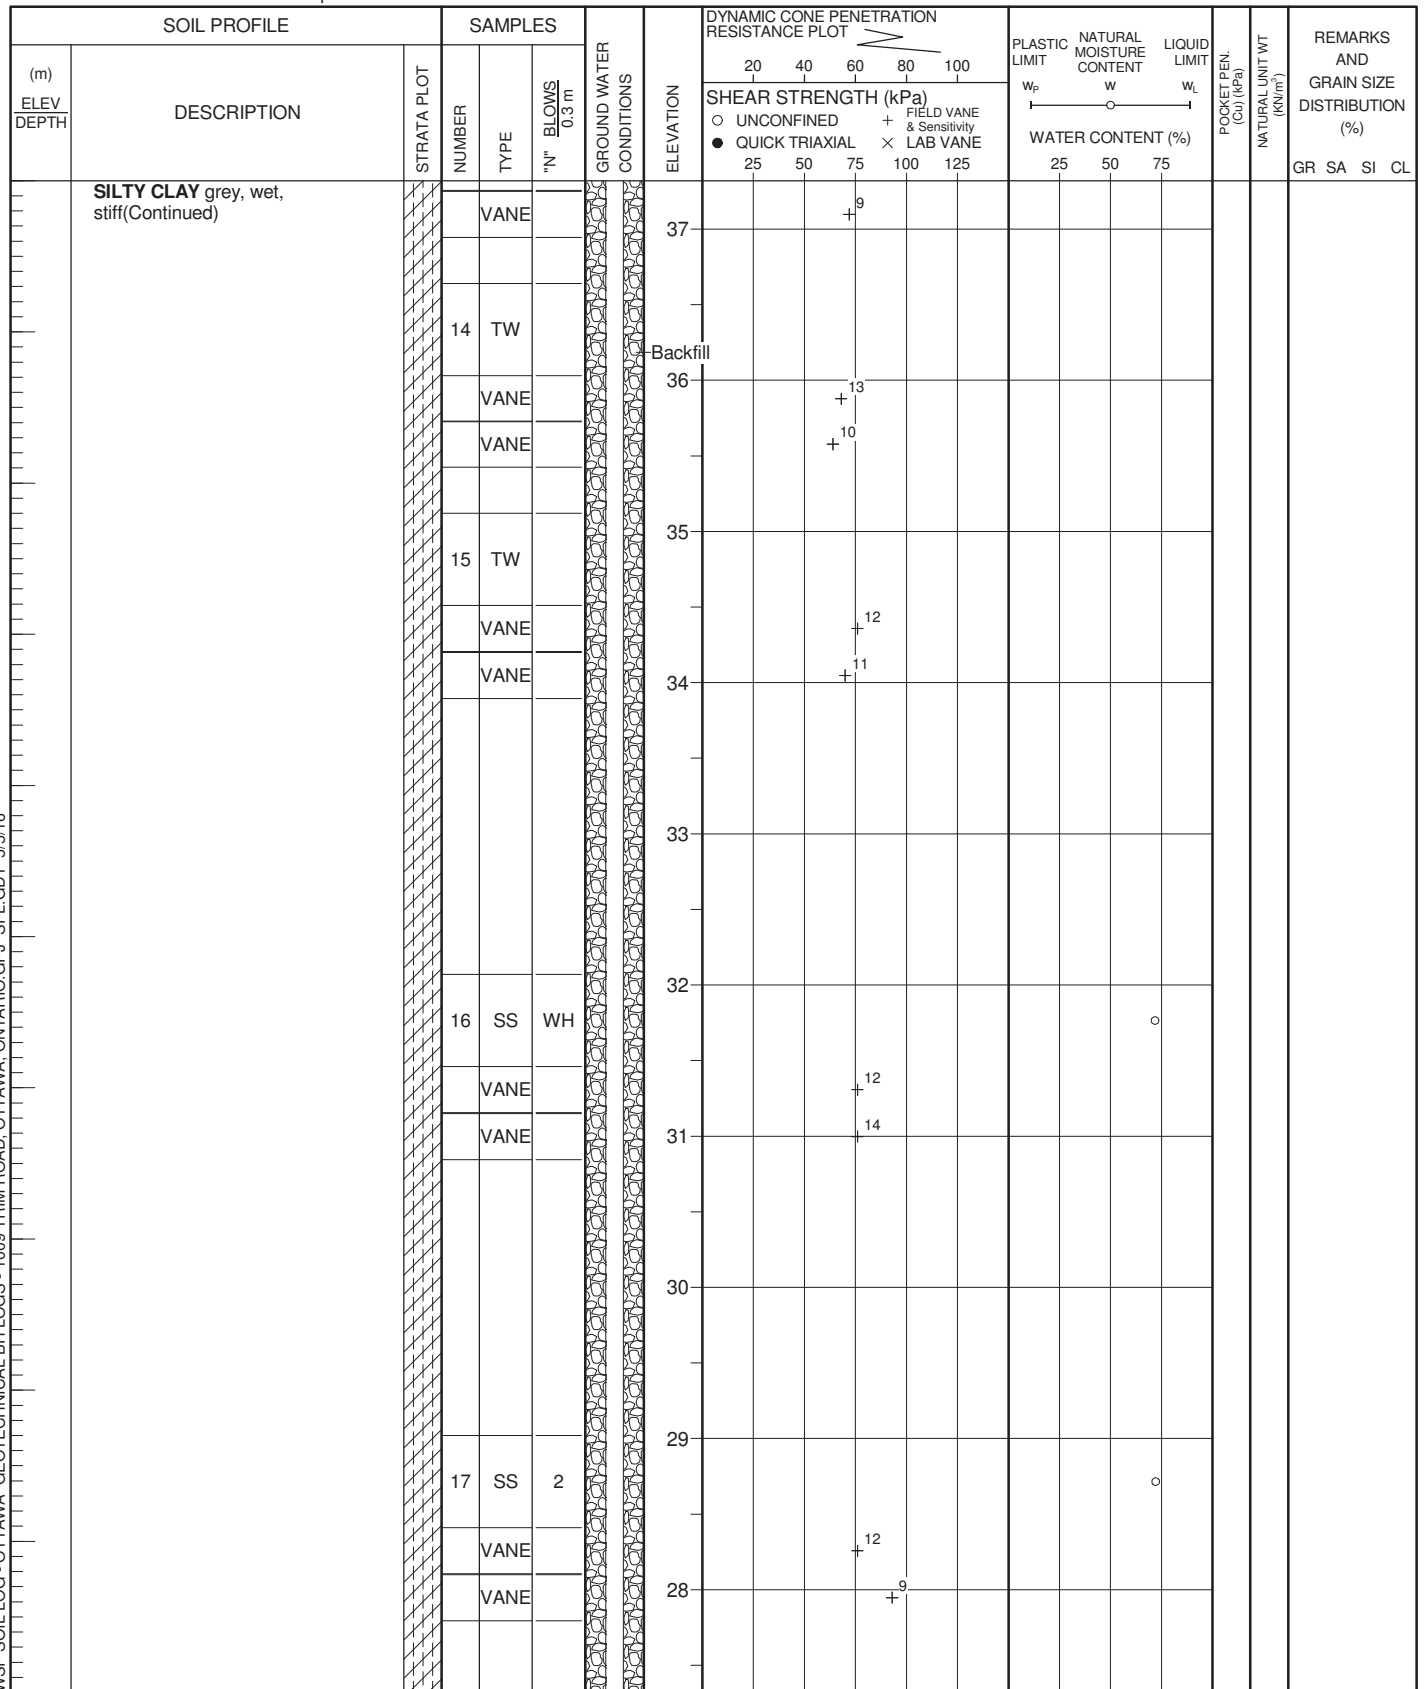 SOIL PROFILE
SAMPLES
(m)
ELEV
DEPTH
DESCRIPTION
STRATA PLOT
NUMBER
TYPE
"N" BLOWS
0.3 m
GROUND WATER
CONDITIONS
ELEVATION
DYNAMIC CONE PENETRATION
RESISTANCE PLOT
20 40 60 80 100
SHEAR STRENGTH (kPa)
UNCONFINED
FIELD VANE
& Sensitivity
QUICK TRIAXIAL
LAB VANE
25 50 75 100 125
PLASTIC
LIMIT
NATURAL
MOISTURE
CONTENT
LIQUID
LIMIT
WP W WL
WATER CONTENT (%)
25 50 75
POCKET PEN.
(Cu) (kPa)
NATURAL UNIT WT
(KN/m³)
REMARKS
AND
GRAIN SIZE
DISTRIBUTION
(%)
GR SA SI CL
SILTY CLAY grey, wet,
stiff(Continued)
VANE
9
37
14 TW
Backfill
36
VANE
13
VANE
10
35
15 TW
VANE
12
VANE
11
34
33
32
16 SS WH
VANE
12
VANE
14
31
30
29
17 SS 2
VANE
12
VANE
9
28